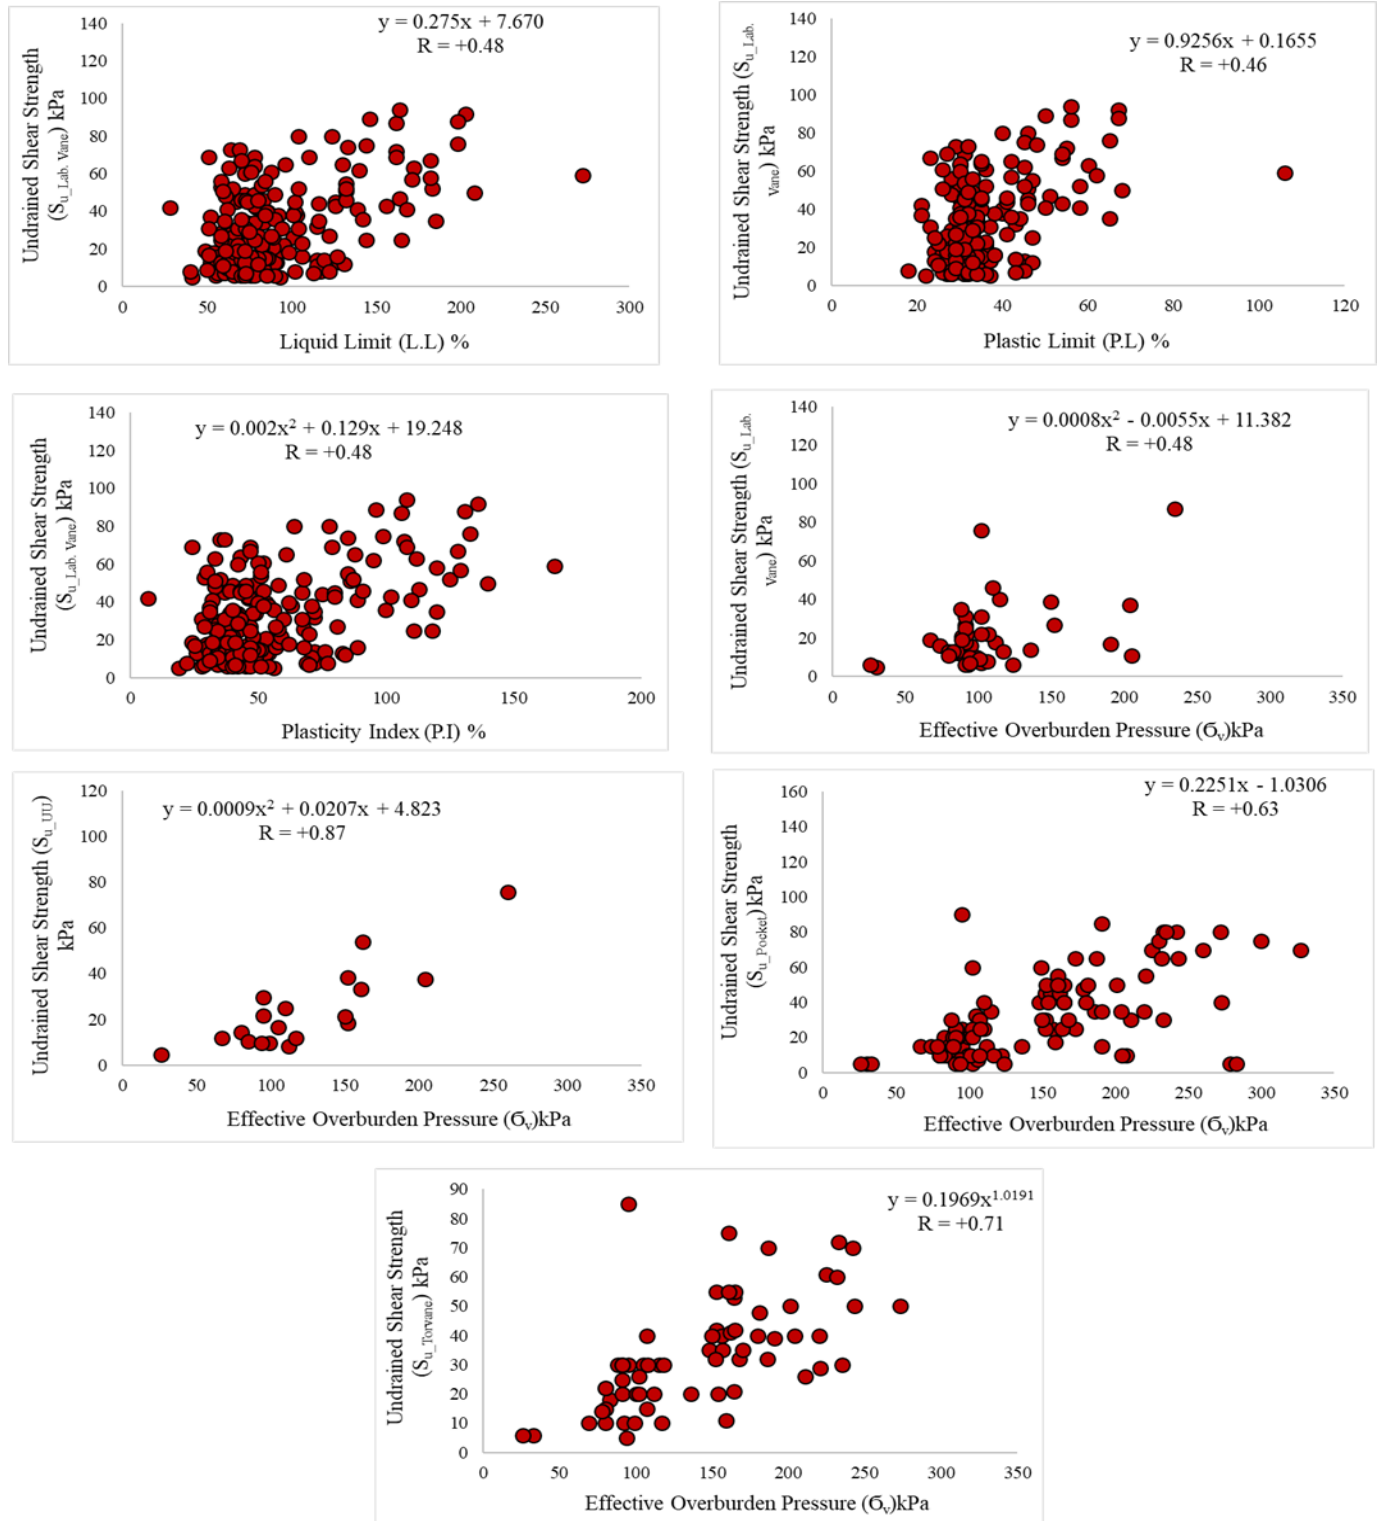 y = 0.275x + 7.670
R = +0.48
Undrained Shear Strength
(Su_Lab. Vane) kPa
140
120
100
80
60
40
20
0
0 50 100 150 200 250 300
Liquid Limit (L.L) %
y = 0.9256x + 0.1655
R = +0.46
Undrained Shear Strength (Su_Lab.
Vane) kPa
140
120
100
80
60
40
20
0
0 20 40 60 80 100 120
Plastic Limit (P.L) %
y = 0.002x² + 0.129x + 19.248
R = +0.48
Undrained Shear Strength
(Su_Lab. Vane) kPa
140
120
100
80
60
40
20
0
0 50 100 150 200
Plasticity Index (P.I) %
y = 0.0008x² - 0.0055x + 11.382
R = +0.48
Undrained Shear Strength (Su_Lab.
Vane) kPa
140
120
100
80
60
40
20
0
0 50 100 150 200 250 300 350
Effective Overburden Pressure (Ϭv)kPa
y = 0.0009x² + 0.0207x + 4.823
R = +0.87
Undrained Shear Strength (Su_UU)
kPa
120
100
80
60
40
20
0
0 50 100 150 200 250 300 350
Effective Overburden Pressure (Ϭv)kPa
y = 0.2251x - 1.0306
R = +0.63
Undrained Shear Strength
(Su_Pocket) kPa
160
140
120
100
80
60
40
20
0
0 50 100 150 200 250 300 350
Effective Overburden Pressure (Ϭv)kPa
y = 0.1969x¹·⁰¹⁹¹
R = +0.71
Undrained Shear Strength
(Su_Torvane) kPa
90
80
70
60
50
40
30
20
10
0
0 50 100 150 200 250 300 350
Effective Overburden Pressure (Ϭv)kPa